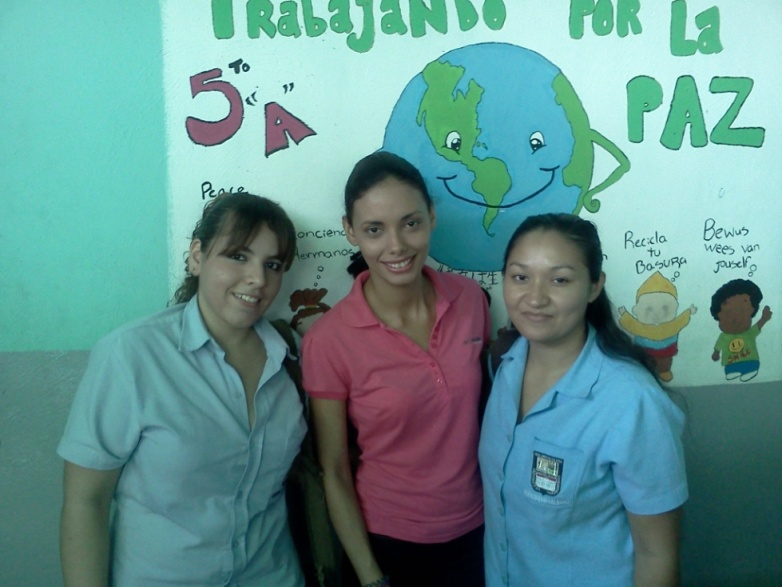 TRabajaNDO POR La
PAZ
5TO "A"
Peace
Recicla
tu
BaSURa
Bewus
wees van
jouself